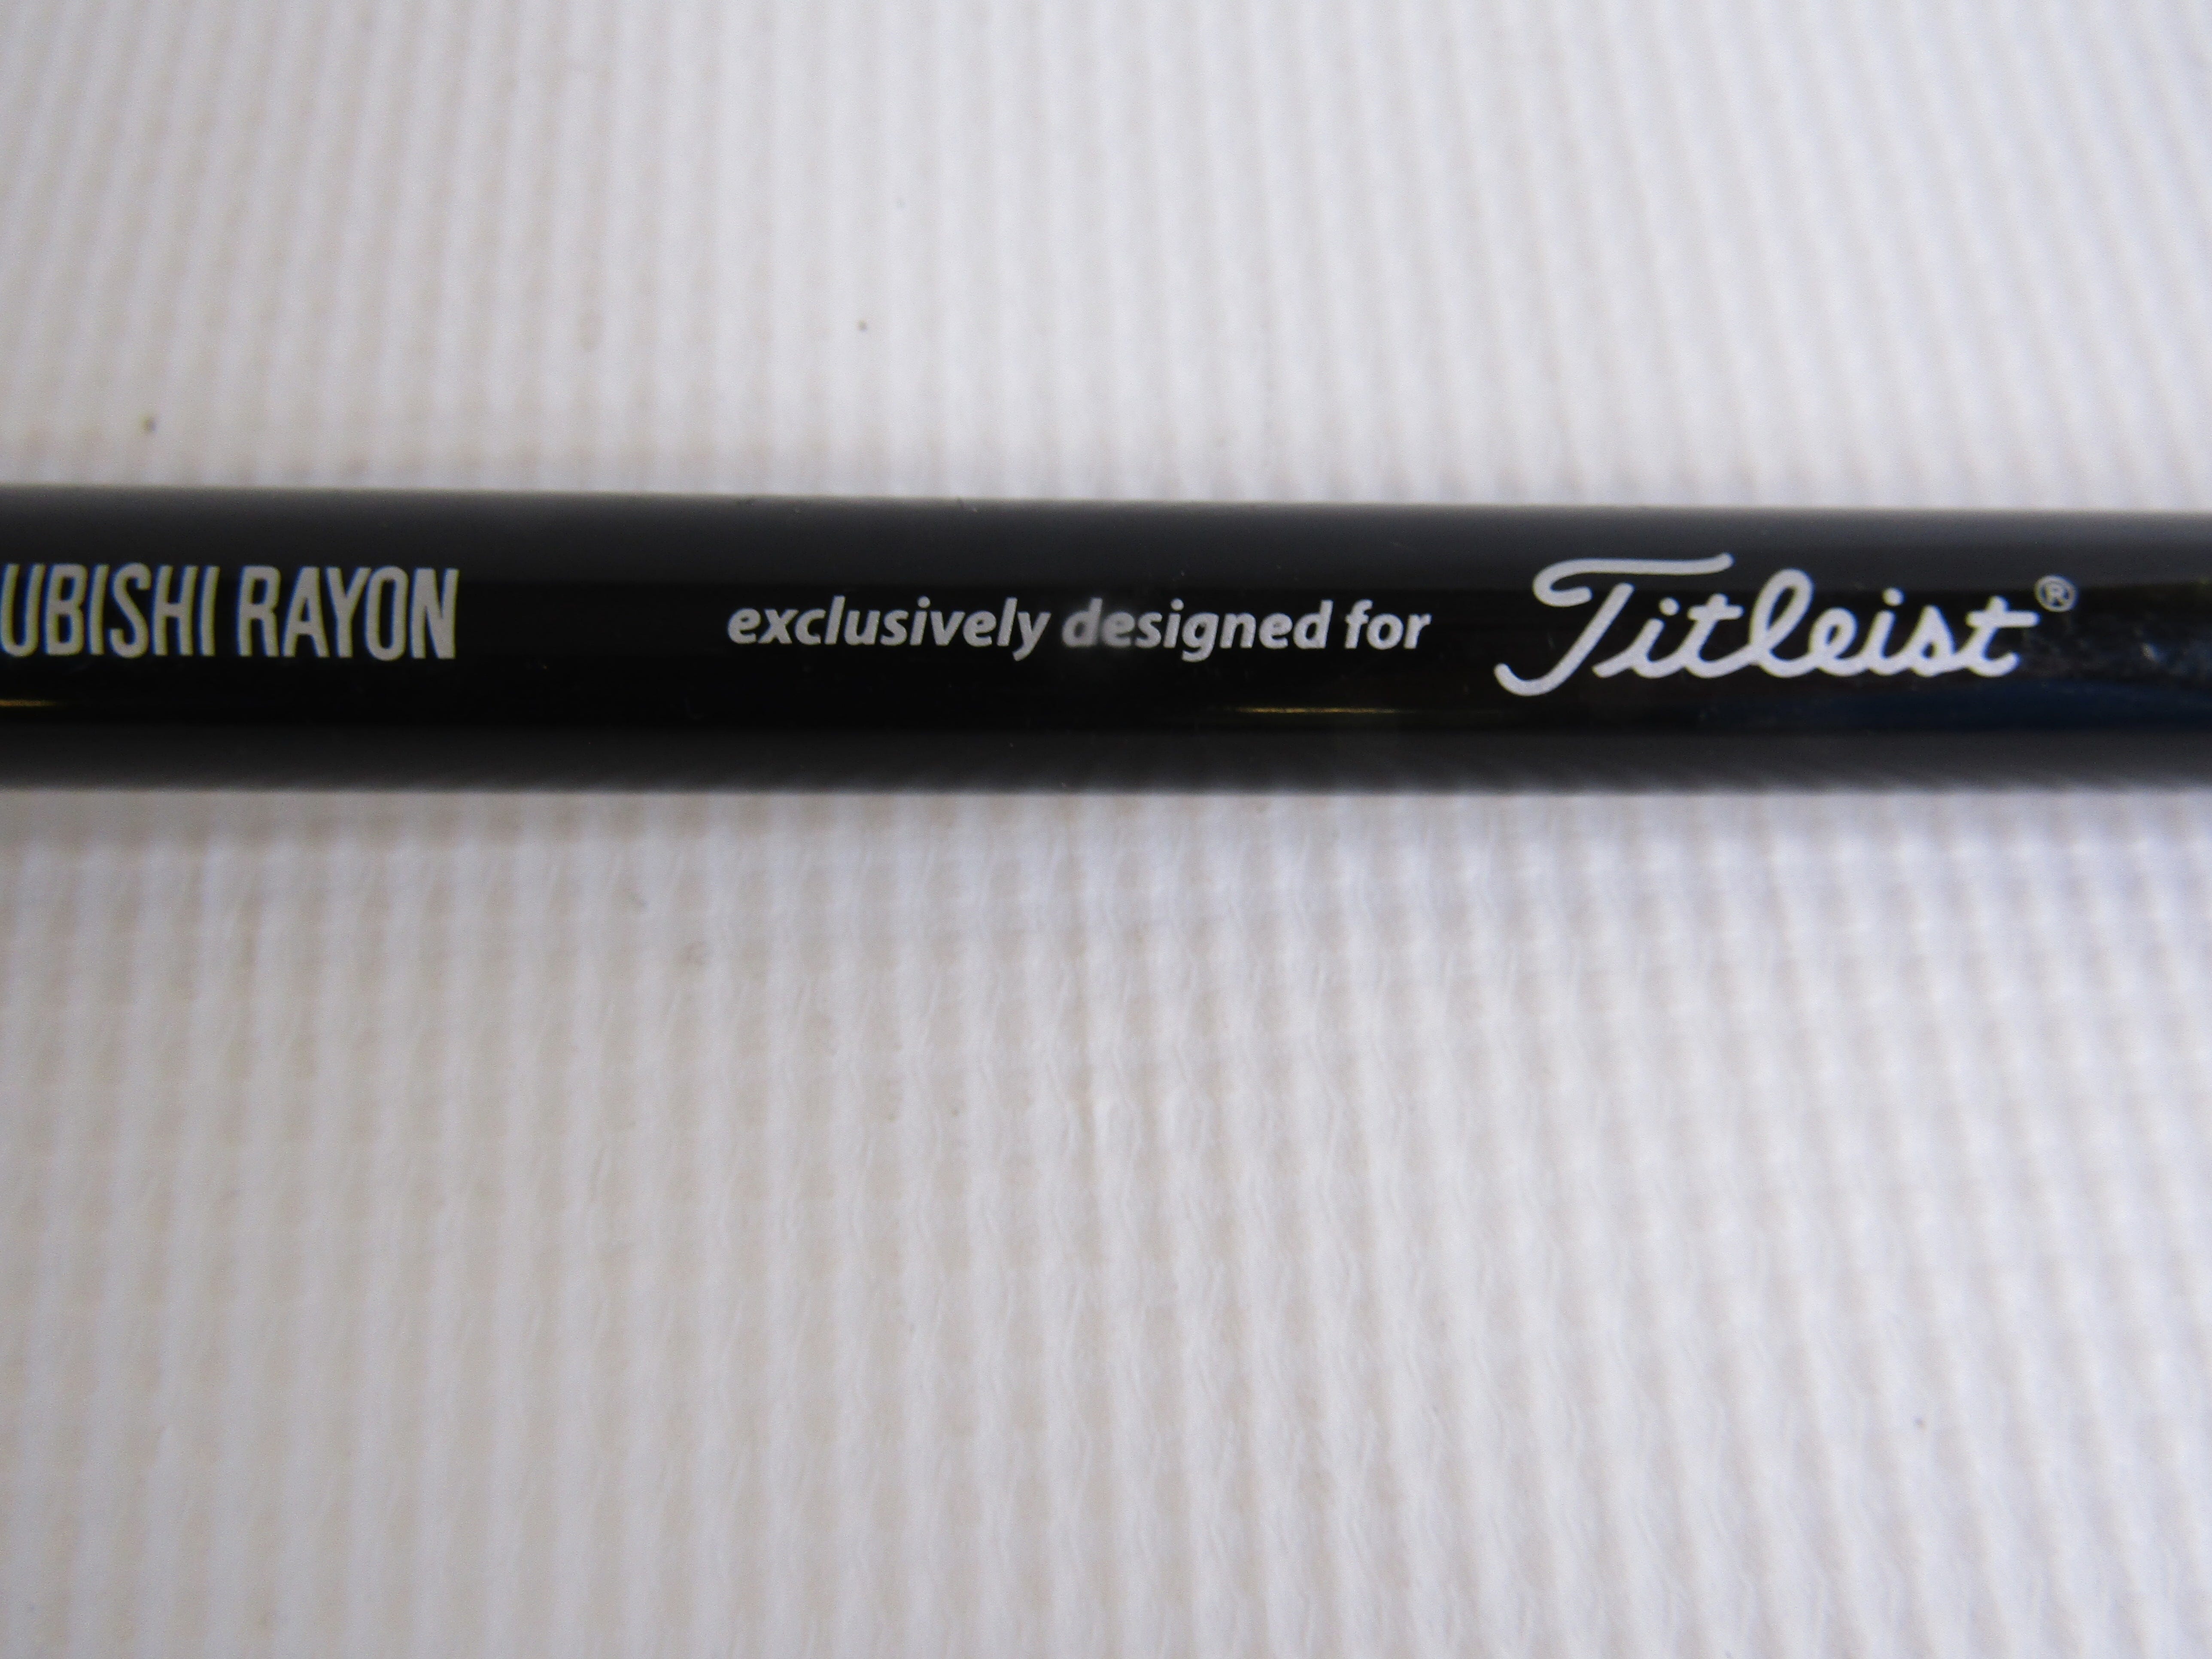 UBISHI RAYON exclusively designed for Titleist®